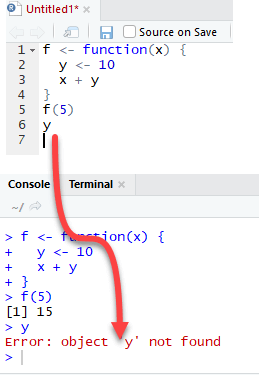 Untitled1*
Source on Save
1 f <- function(x) {
2 y <- 10
3 x + y
4 }
5 f(5)
6 y
7
Console Terminal
~/
> f <- function(x) {
+ y <- 10
+ x + y
+ }
> f(5)
[1] 15
> y
Error: object 'y' not found
>